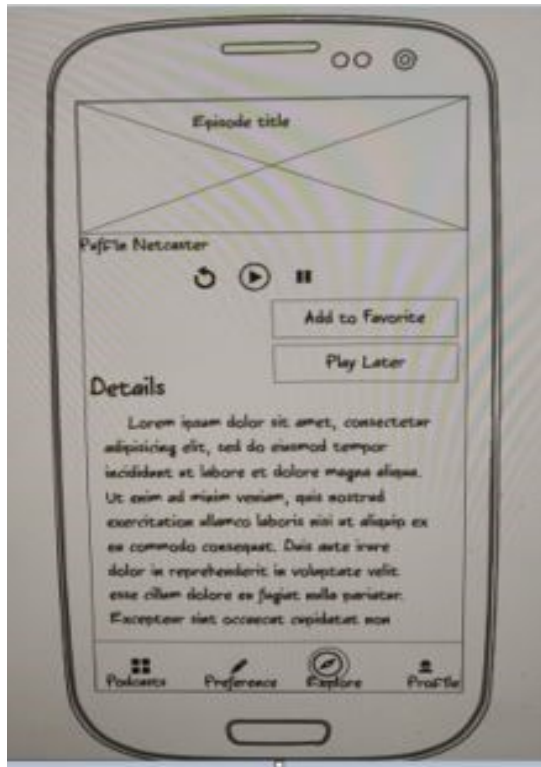 Episode title
Puffin Netcaster
Add to Favorite
Play Later
Details
Lorem ipsum dolor sit amet, consectetur
adipisicing elit, sed do eiusmod tempor
incididunt ut labore et dolore magna aliqua.
Ut enim ad minim veniam, quis nostrud
exercitation ullamco laboris nisi ut aliquip ex
ea commodo consequat. Duis aute irure
dolor in reprehenderit in voluptate velit
esse cillum dolore eu fugiat nulla pariatur.
Excepteur sint occaecat cupidatat non
Podcasts Preference Explore Profile